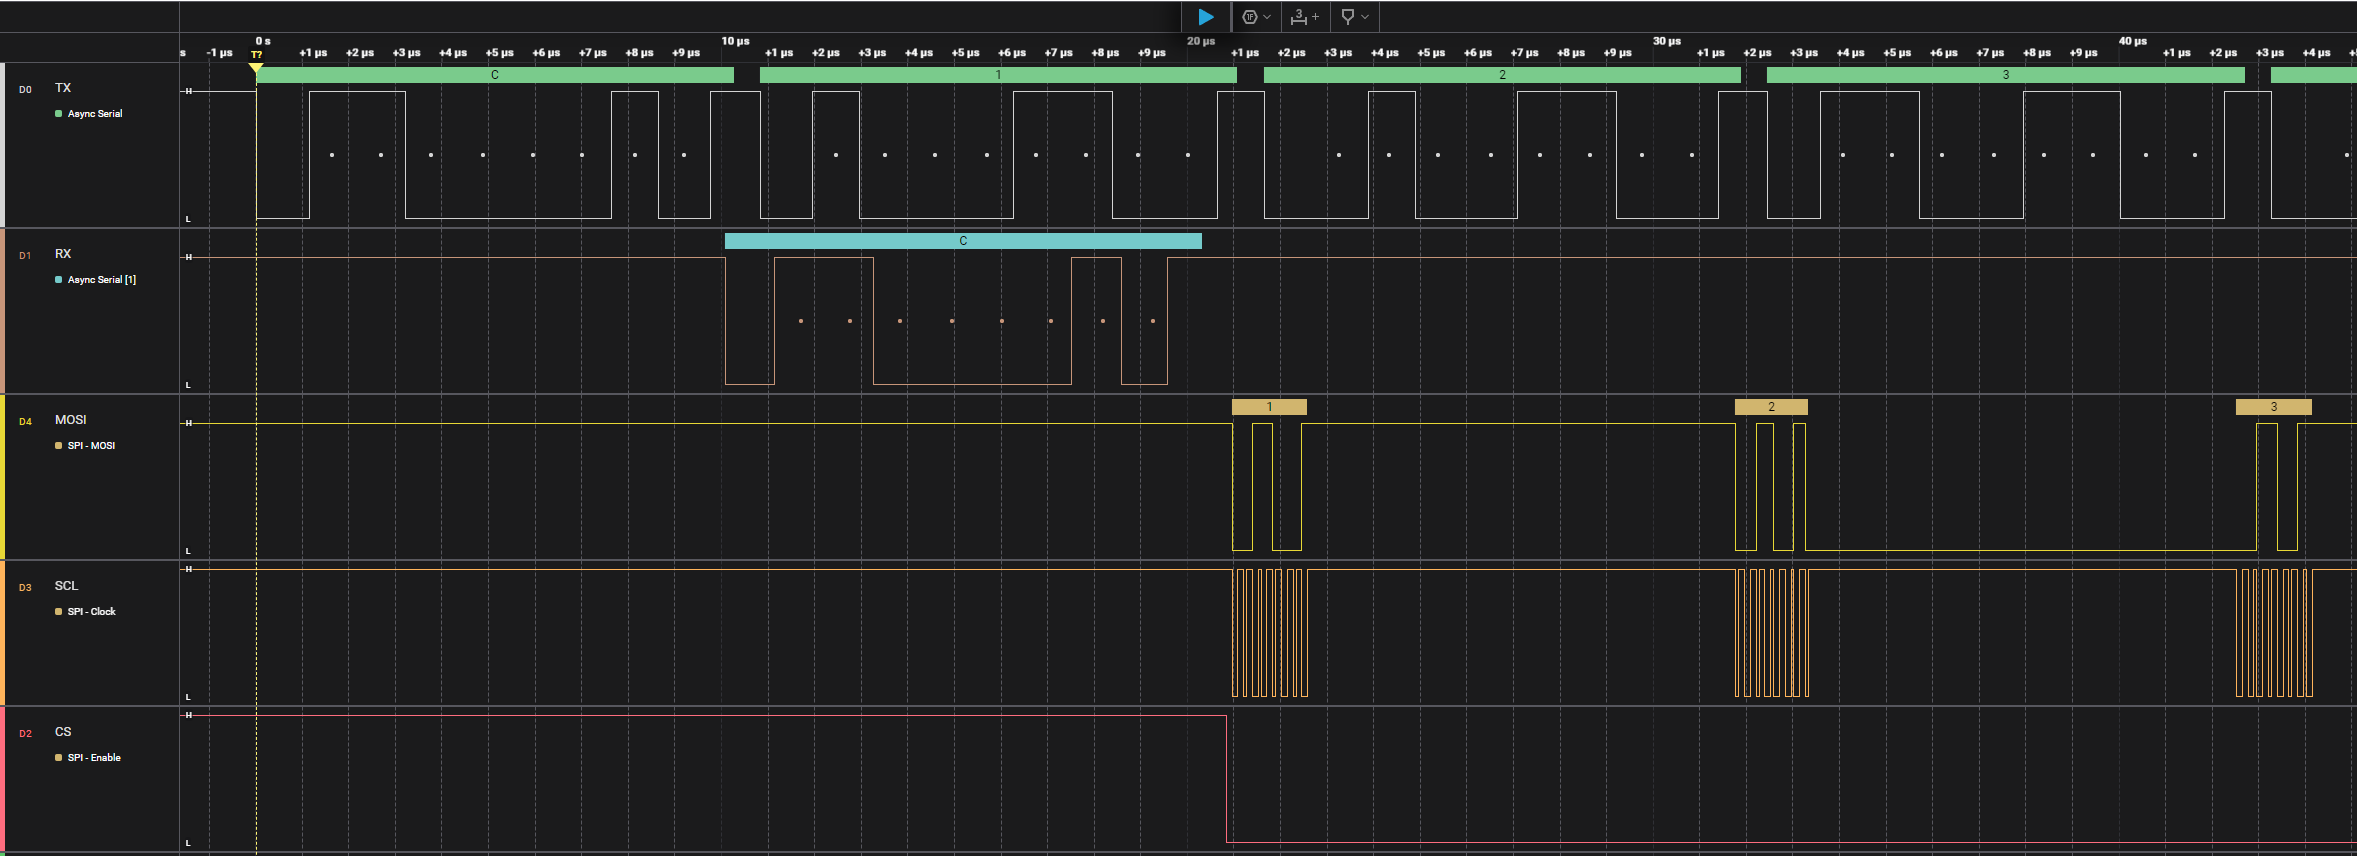 3 +
0 s 10 µs 20 µs 30 µs 40 µs
s -1 µs T? +1 µs +2 µs +3 µs +4 µs +5 µs +6 µs +7 µs +8 µs +9 µs +1 µs +2 µs +3 µs +4 µs +5 µs +6 µs +7 µs +8 µs +9 µs +1 µs +2 µs +3 µs +4 µs +5 µs +6 µs +7 µs +8 µs +9 µs +1 µs +2 µs +3 µs +4 µs +5 µs +6 µs +7 µs +8 µs +9 µs +1 µs +2 µs +3 µs +4 µs
C 1 2 3
D0 TX H
Async Serial
L
C
D1 RX H
Async Serial [1]
L
1 2 3
D4 MOSI H
SPI - MOSI
L
H
D3 SCL
SPI - Clock
L
H
D2 CS
SPI - Enable
L